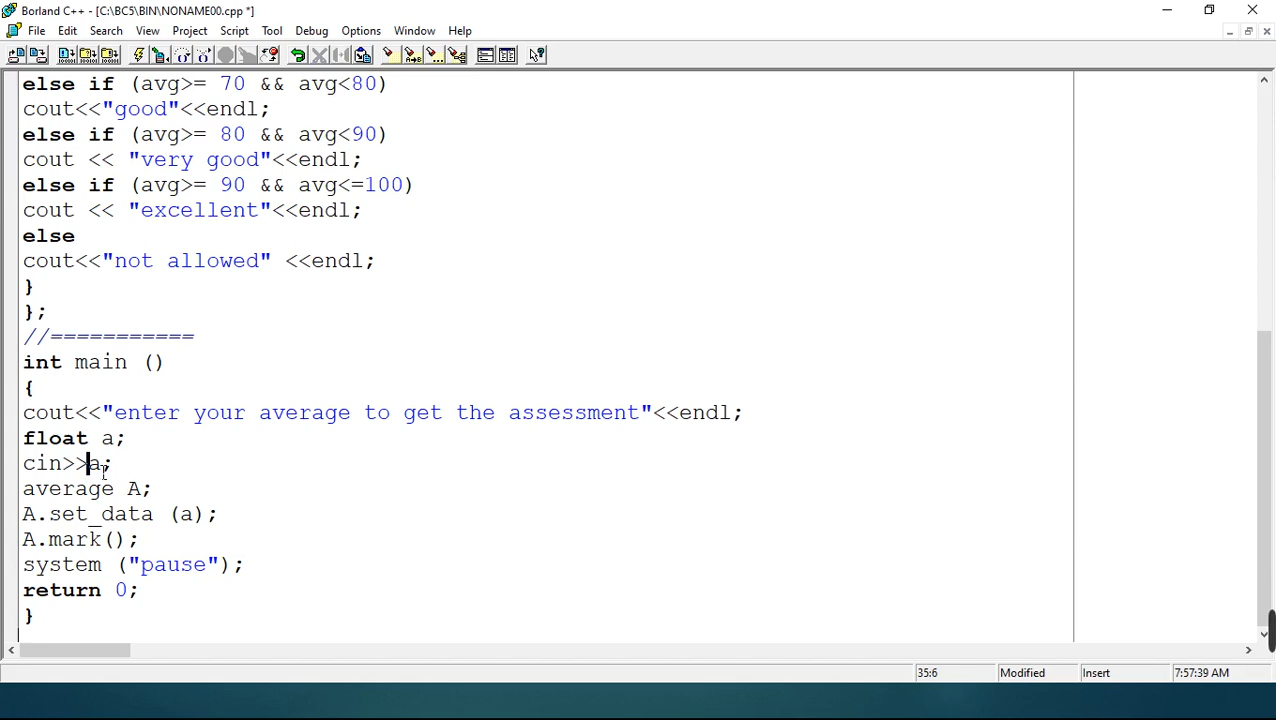 Borland C++ - [C:\BC5\BIN\NONAME00.cpp *]
File Edit Search View Project Script Tool Debug Options Window Help
else if (avg>= 70 && avg<80)
cout<<"good"<<endl;
else if (avg>= 80 && avg<90)
cout << "very good"<<endl;
else if (avg>= 90 && avg<=100)
cout << "excellent"<<endl;
else
cout<<"not allowed" <<endl;
}
};
//===========
int main ()
{
cout<<"enter your average to get the assessment"<<endl;
float a;
cin>>a;
average A;
A.set_data (a);
A.mark();
system ("pause");
return 0;
}
35:6 Modified Insert 7:57:39 AM